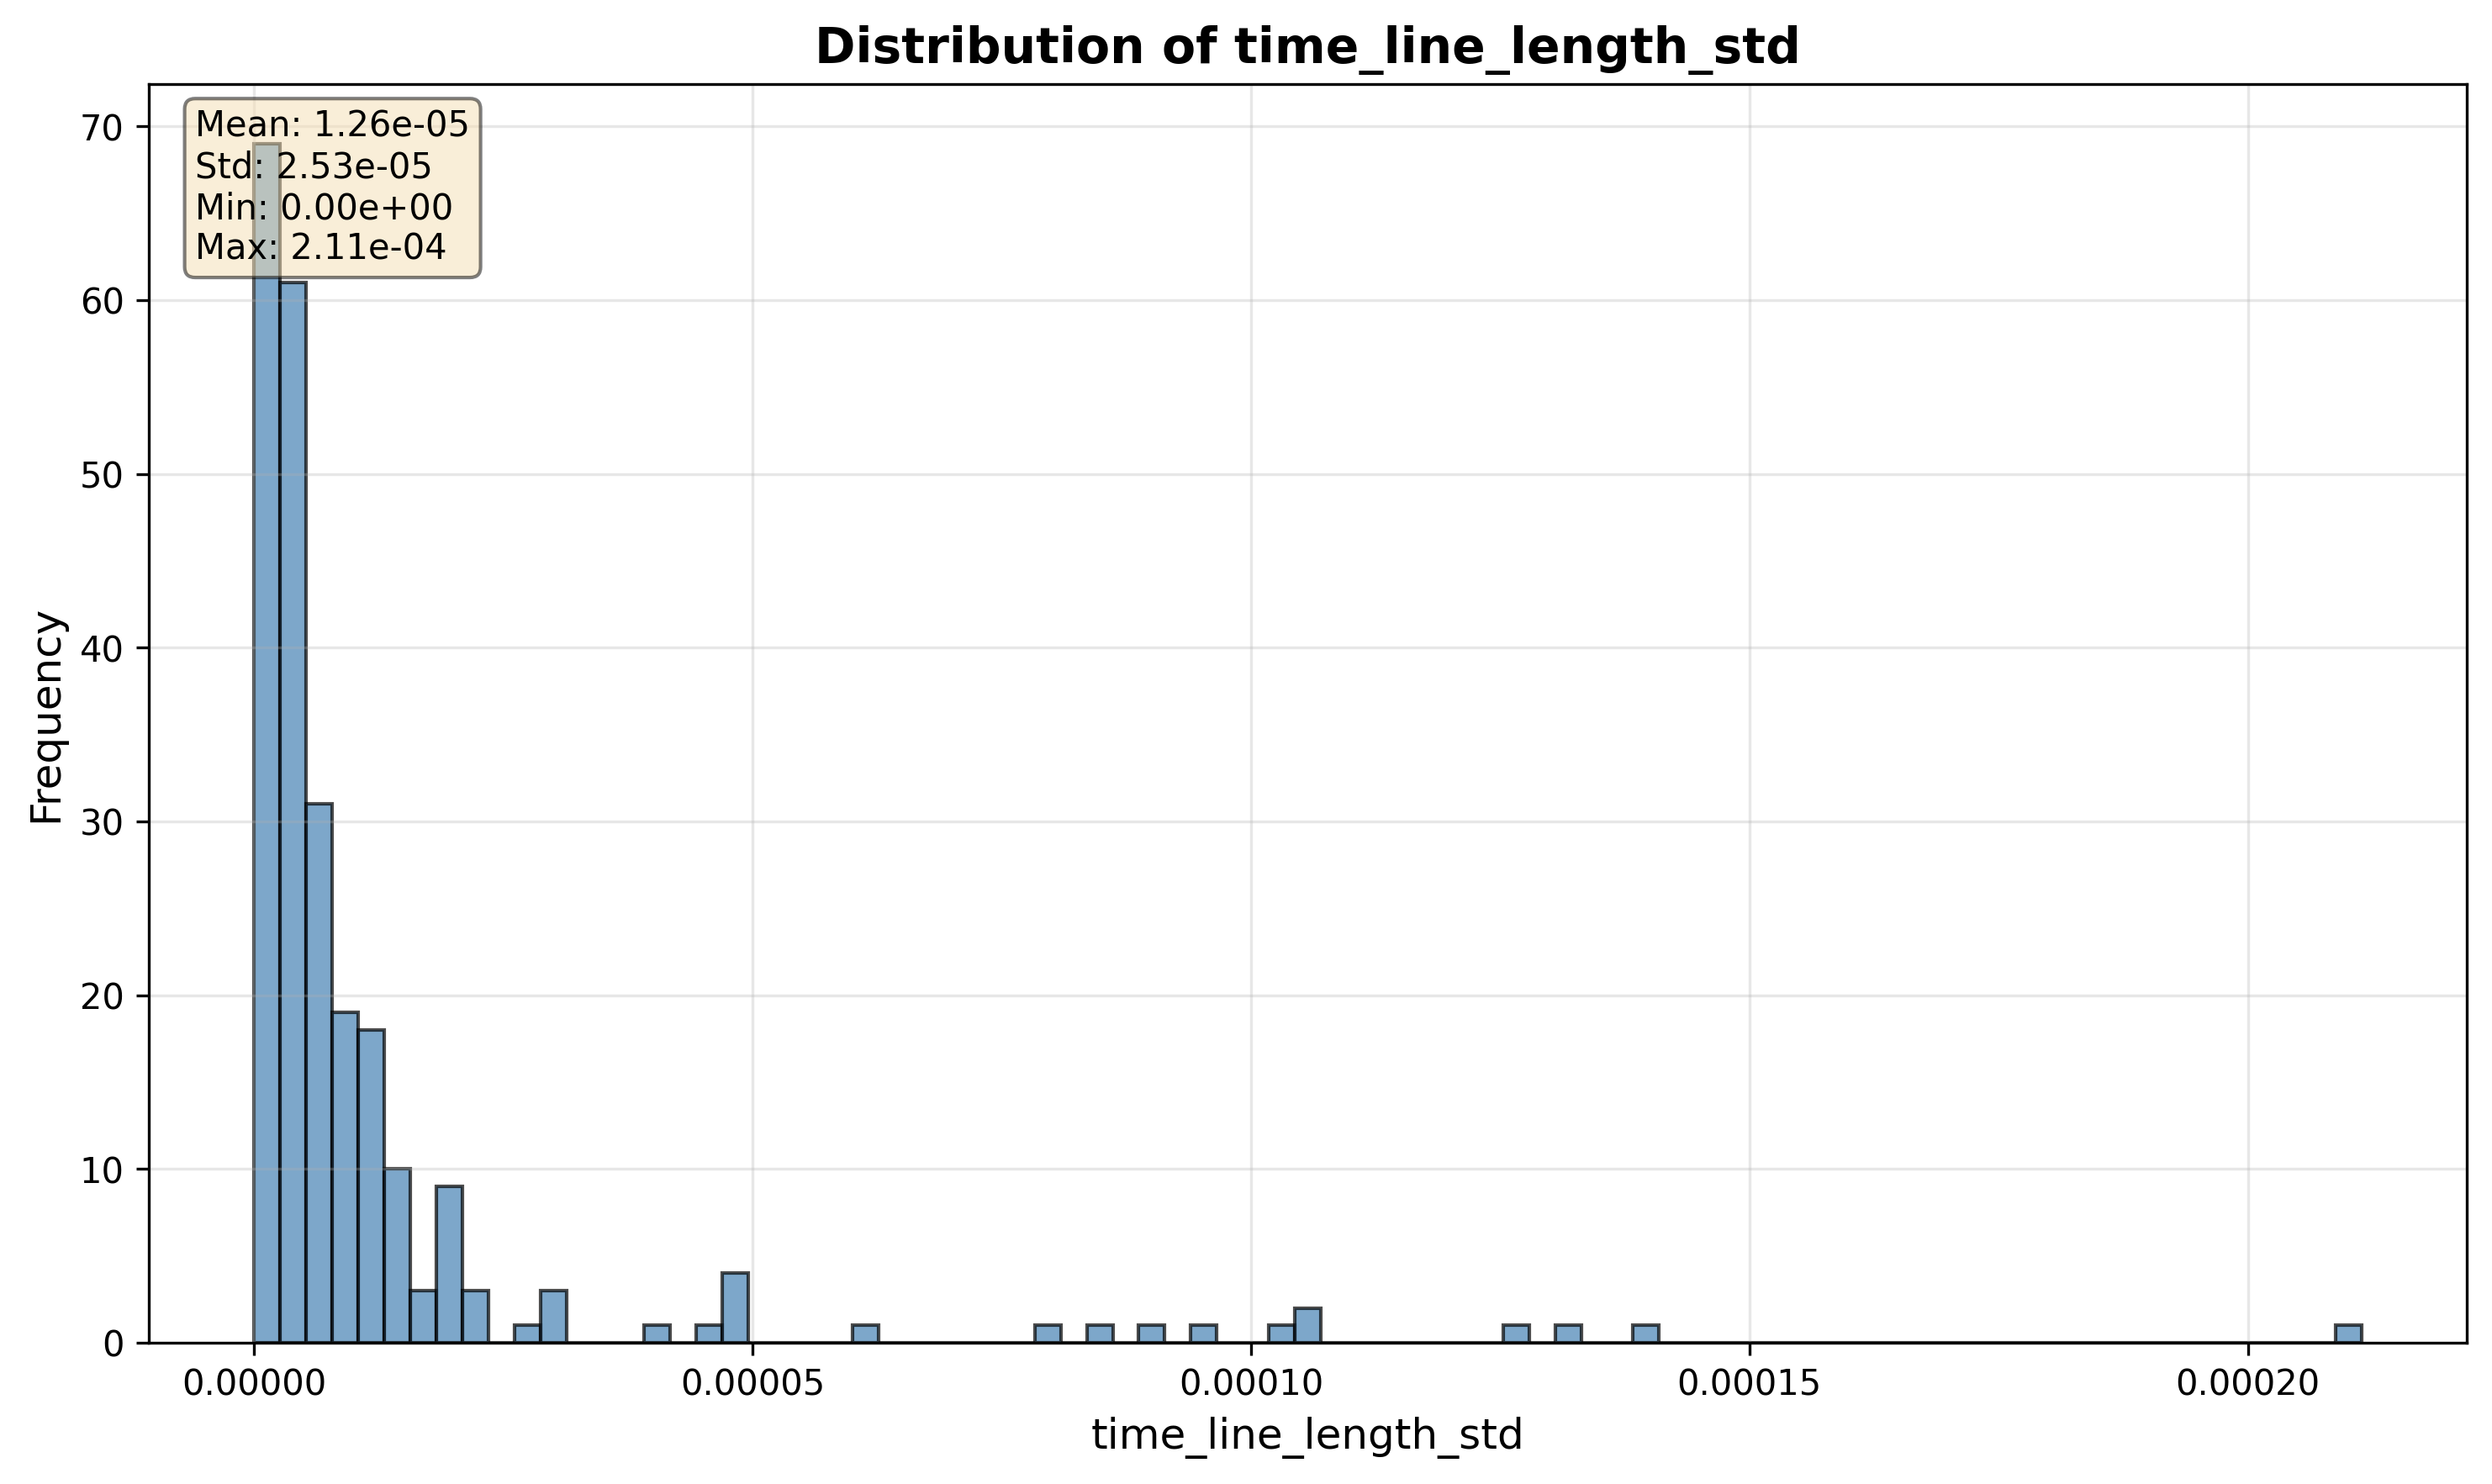 Distribution of time_line_length_std
Mean: 1.26e-05
Std: 2.53e-05
Min: 0.00e+00
Max: 2.11e-04
70
60
50
40
30
20
10
0
Frequency
0.00000 0.00005 0.00010 0.00015 0.00020
time_line_length_std